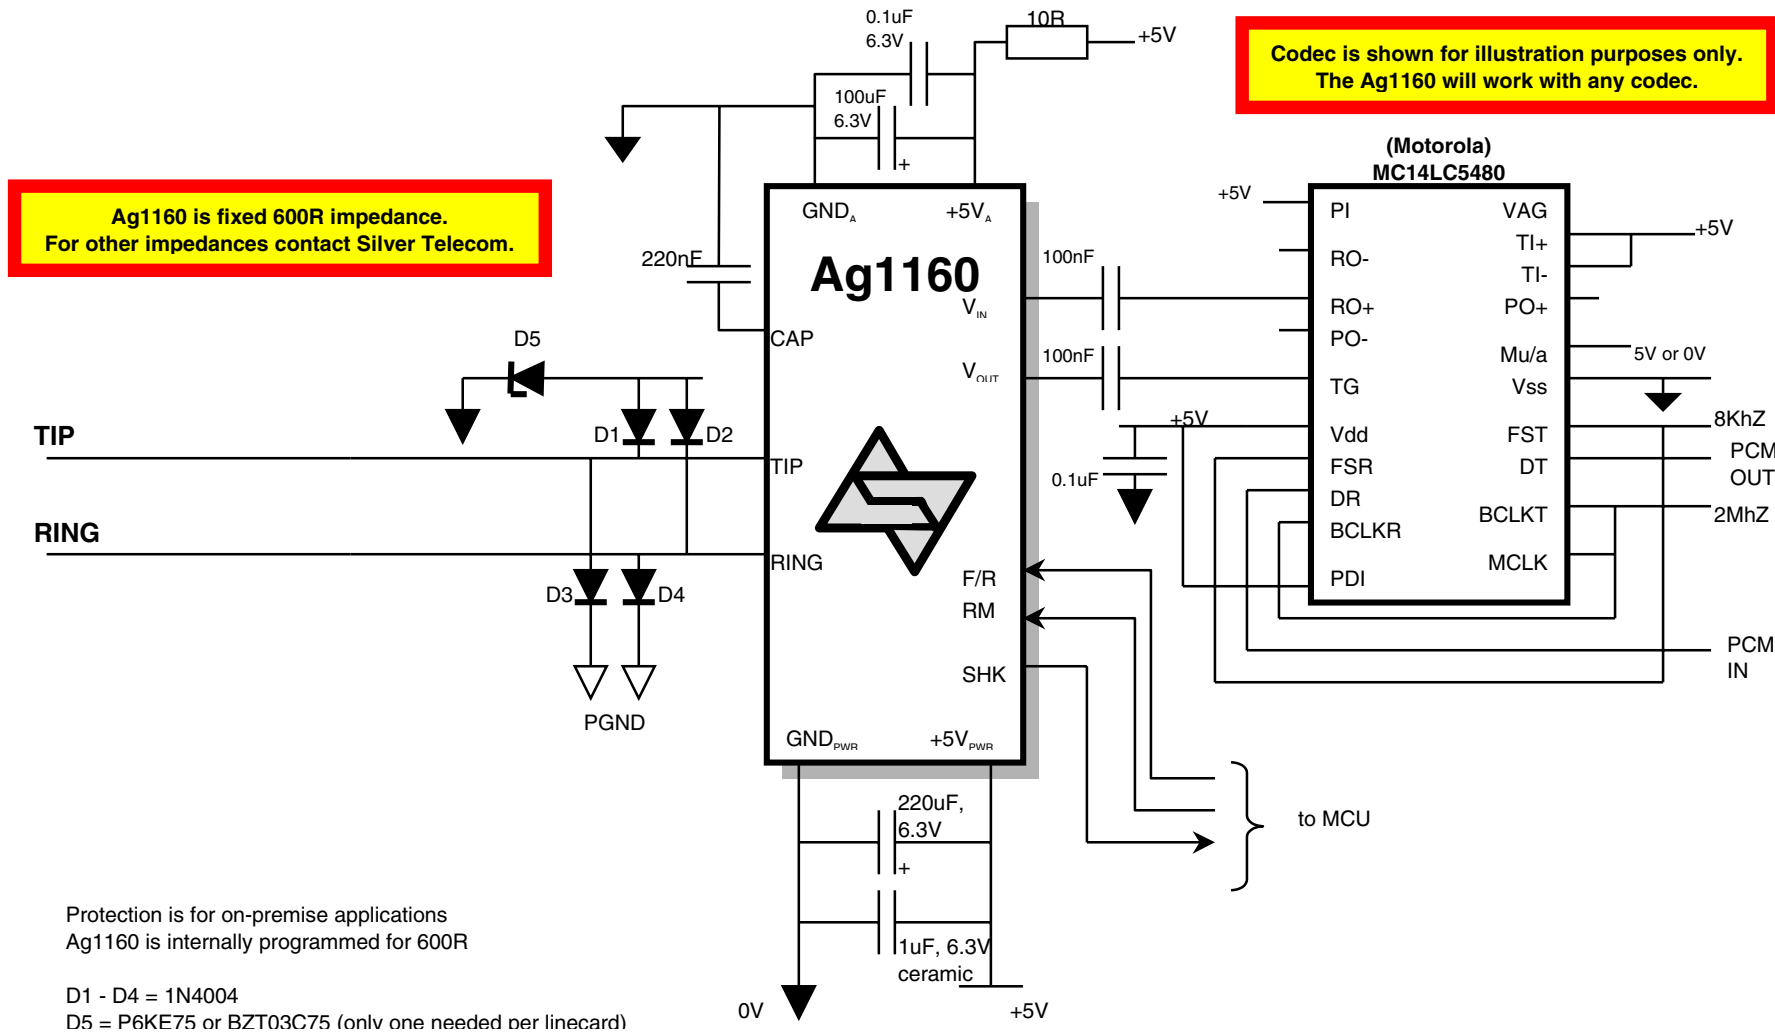 0.1uF
6.3V
10R
+5V
Codec is shown for illustration purposes only.
The Ag1160 will work with any codec.
100uF
6.3V
+
(Motorola)
MC14LC5480
Ag1160 is fixed 600R impedance.
For other impedances contact Silver Telecom.
GNDA
+5VA
Ag1160
220nF
CAP
VIN
VOUT
100nF
100nF
+5V
PI
RO-
RO+
PO-
TG
Vdd
FSR
DR
BCLKR
PDI
VAG
TI+
TI-
PO+
Mu/a
Vss
FST
DT
BCLKT
MCLK
+5V
5V or 0V
8KhZ
PCM
OUT
2MhZ
PCM
IN
+5V
0.1uF
D5
D1
D2
TIP
TIP
RING
RING
D3
D4
PGND
F/R
RM
SHK
GNDPWR
+5VPWR
to MCU
220uF,
6.3V
+
1uF, 6.3V
ceramic
0V
+5V
Protection is for on-premise applications
Ag1160 is internally programmed for 600R
D1 - D4 = 1N4004
D5 = P6KE75 or BZT03C75 (only one needed per linecard)